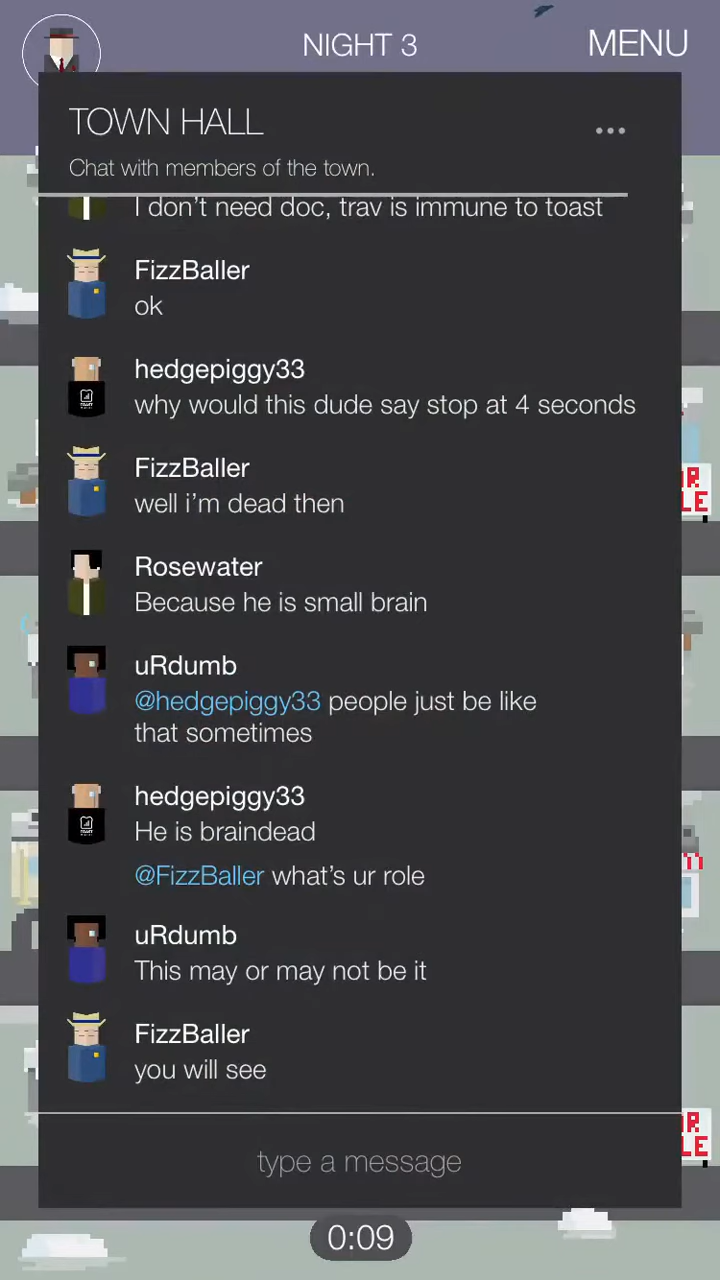 NIGHT 3
MENU
TOWN HALL
Chat with members of the town.
I don't need doc, trav is immune to toast
FizzBaller
ok
hedgepiggy33
why would this dude say stop at 4 seconds
FizzBaller
well i'm dead then
Rosewater
Because he is small brain
uRdumb
@hedgepiggy33 people just be like
that sometimes
hedgepiggy33
He is braindead
@FizzBaller what's ur role
uRdumb
This may or may not be it
FizzBaller
you will see
type a message
0:09